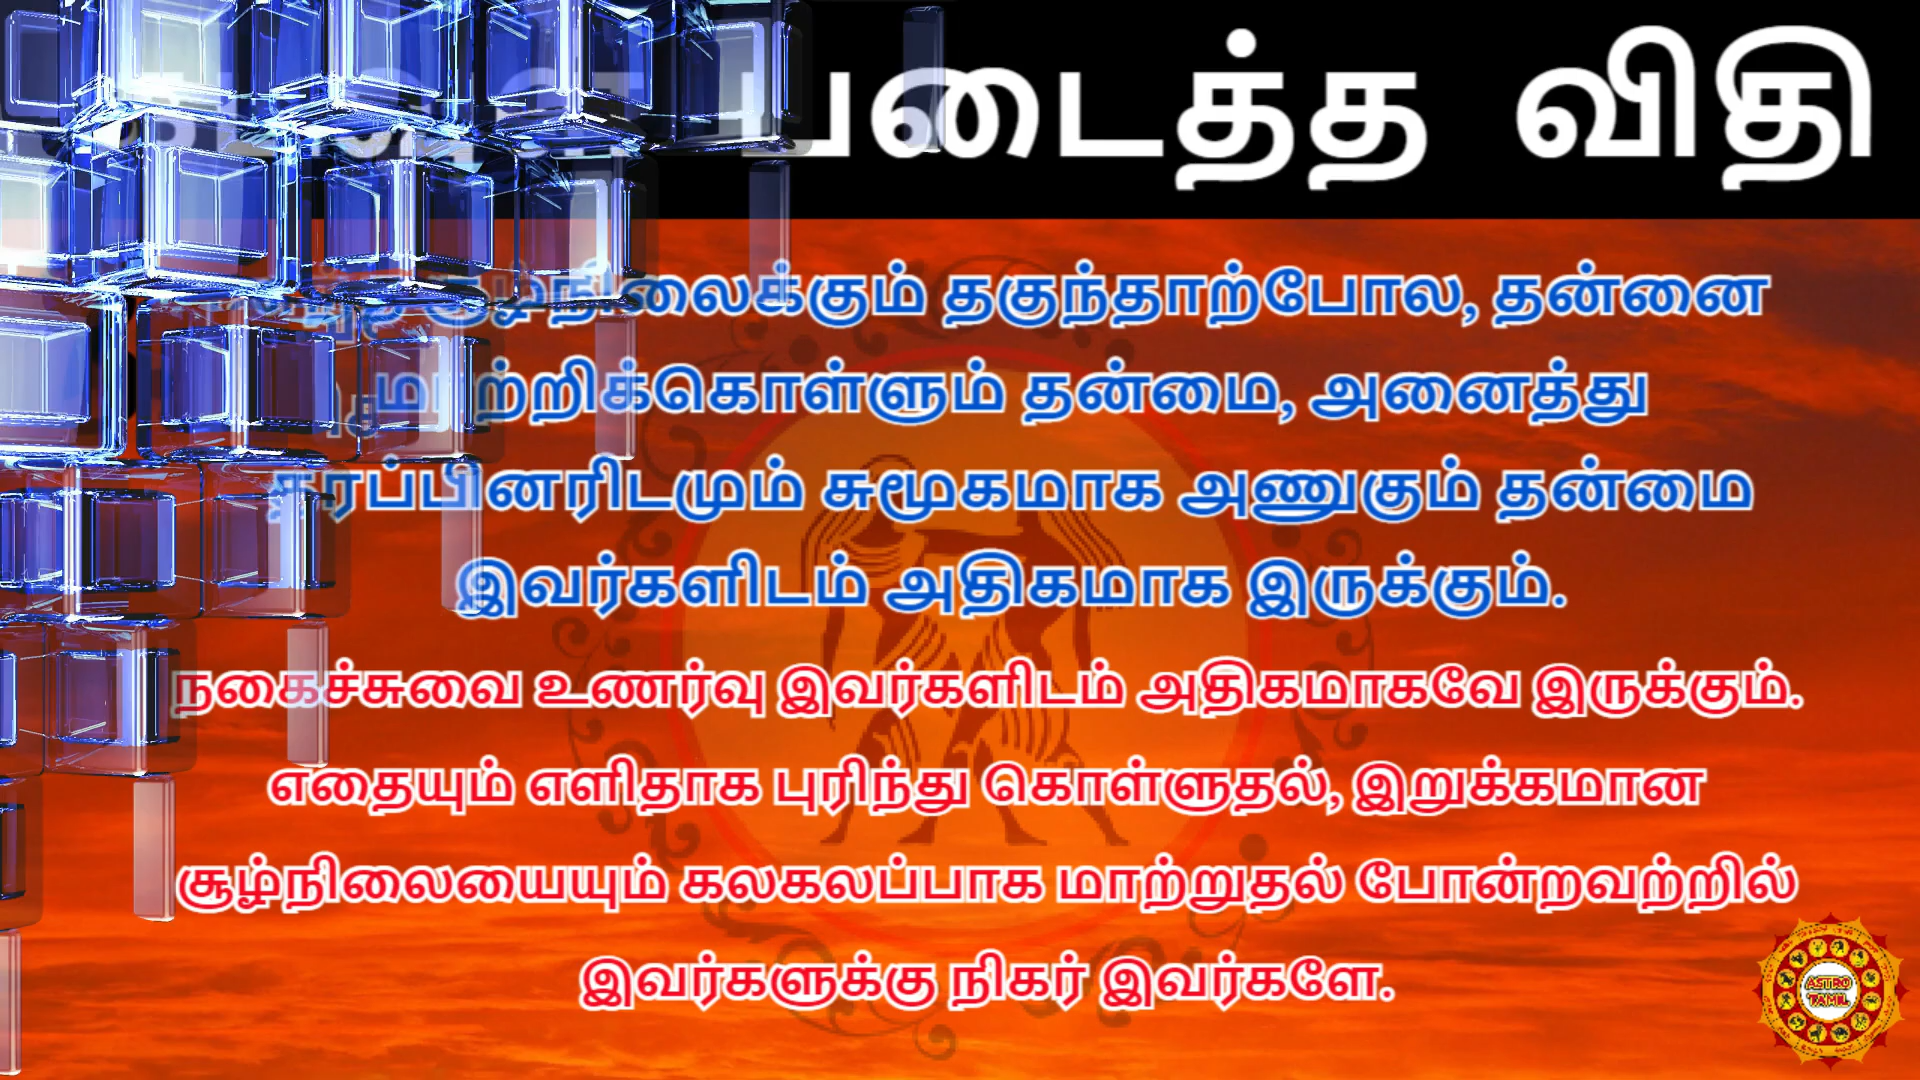 படைத்த விதி
தகுந்தாற்போல, தன்னை
மாற்றிக்கொள்ளும் தன்மை, அனைத்து
தரப்பினரிடமும் சுமூகமாக அணுகும் தன்மை
இவர்களிடம் அதிகமாக இருக்கும்.
நகைச்சுவை உணர்வு இவர்களிடம் அதிகமாகவே இருக்கும்.
எதையும் எளிதாக புரிந்து கொள்ளுதல், இறுக்கமான
சூழ்நிலையையும் கலகலப்பாக மாற்றுதல் போன்றவற்றில்
இவர்களுக்கு நிகர் இவர்களே.
ASTRO
TAMIL